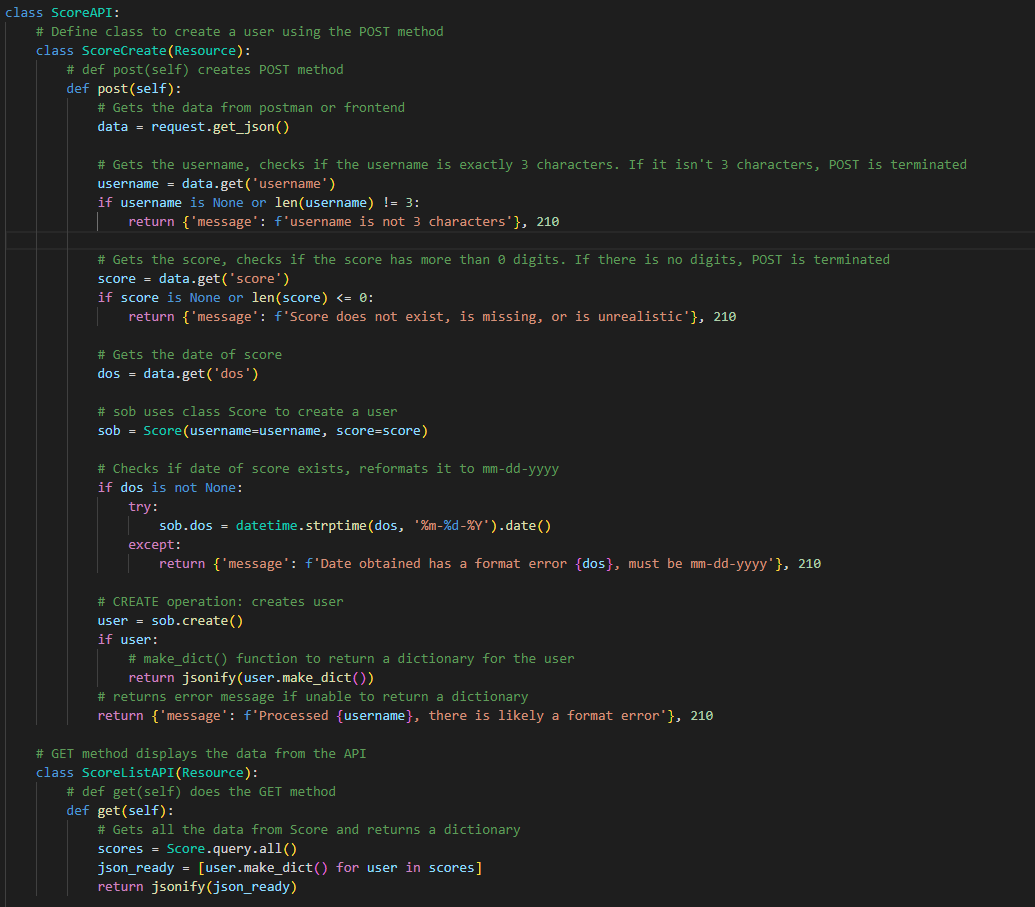 class ScoreAPI:
    # Define class to create a user using the POST method
    class ScoreCreate(Resource):
        # def post(self) creates POST method
        def post(self):
            # Gets the data from postman or frontend
            data = request.get_json()

            # Gets the username, checks if the username is exactly 3 characters. If it isn't 3 characters, POST is terminated
            username = data.get('username')
            if username is None or len(username) != 3:
                return {'message': f'username is not 3 characters'}, 210

            # Gets the score, checks if the score has more than 0 digits. If there is no digits, POST is terminated
            score = data.get('score')
            if score is None or len(score) <= 0:
                return {'message': f'Score does not exist, is missing, or is unrealistic'}, 210

            # Gets the date of score
            dos = data.get('dos')

            # sob uses class Score to create a user
            sob = Score(username=username, score=score)

            # Checks if date of score exists, reformats it to mm-dd-yyyy
            if dos is not None:
                try:
                    sob.dos = datetime.strptime(dos, '%m-%d-%Y').date()
                except:
                    return {'message': f'Date obtained has a format error {dos}, must be mm-dd-yyyy'}, 210

            # CREATE operation: creates user
            user = sob.create()
            if user:
                # make_dict() function to return a dictionary for the user
                return jsonify(user.make_dict())
            # returns error message if unable to return a dictionary
            return {'message': f'Processed {username}, there is likely a format error'}, 210

    # GET method displays the data from the API
    class ScoreListAPI(Resource):
        # def get(self) does the GET method
        def get(self):
            # Gets all the data from Score and returns a dictionary
            scores = Score.query.all()
            json_ready = [user.make_dict() for user in scores]
            return jsonify(json_ready)